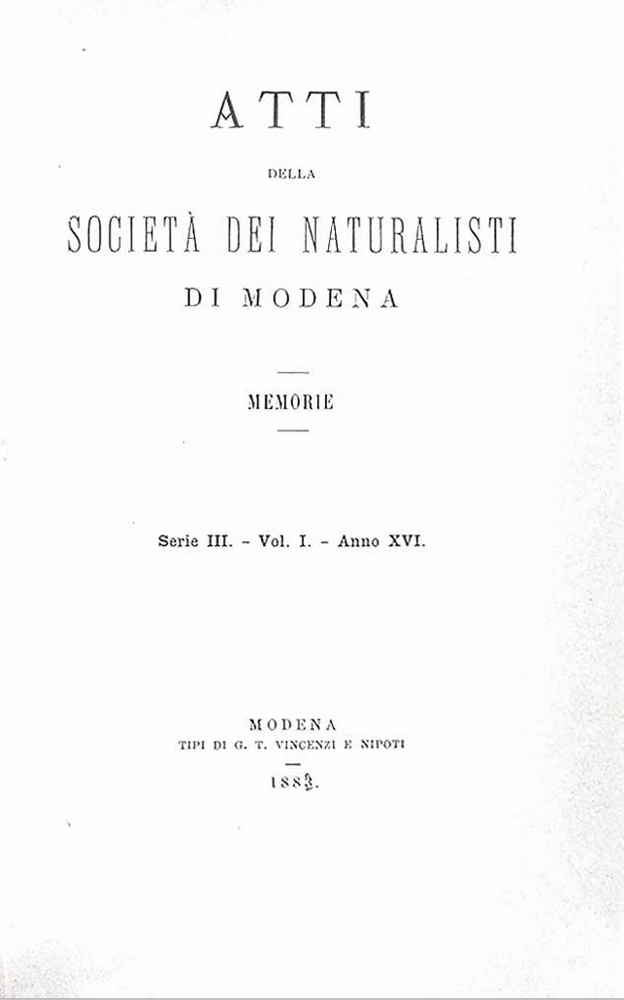 ATTI
DELLA
SOCIETÀ DEI NATURALISTI
DI MODENA
MEMORIE
Serie III. - Vol. I. - Anno XVI.
MODENA
TIPI DI G. T. VINCENZI E NIPOTI